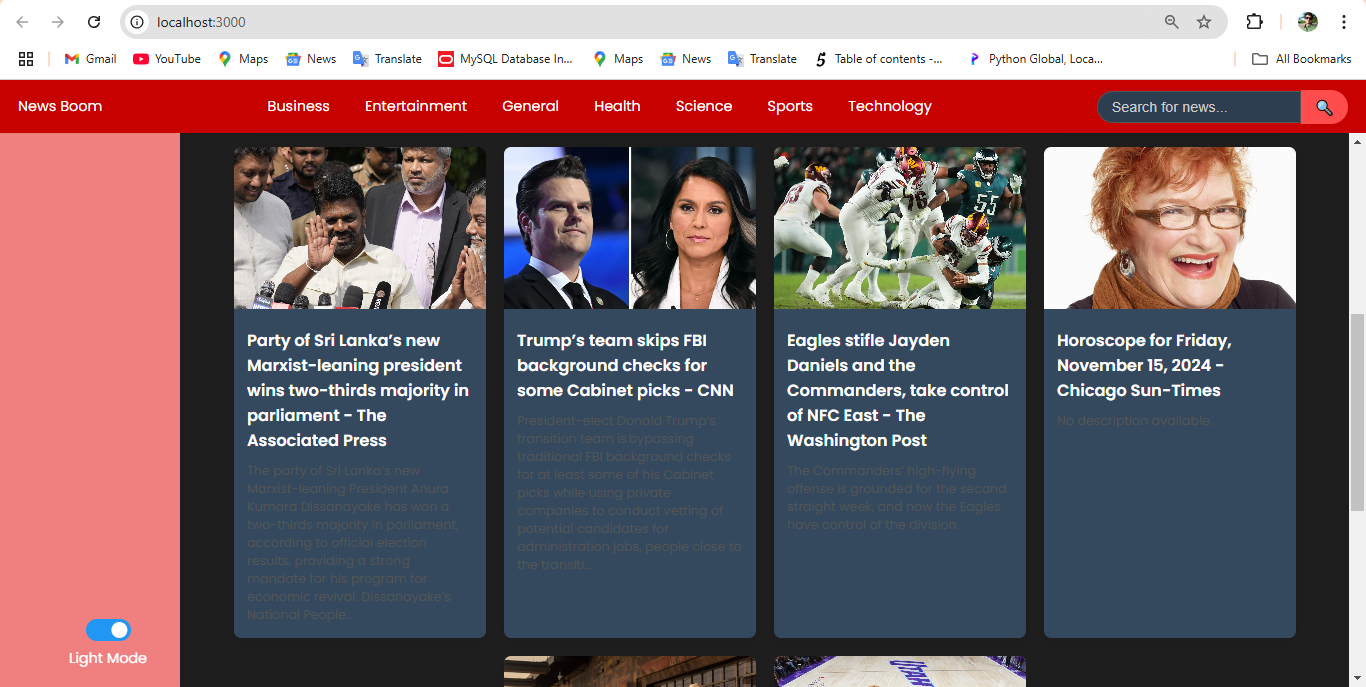 localhost:3000
Gmail
YouTube
Maps
News
Translate
MySQL Database In...
Maps
News
Translate
Table of contents -...
Python Global, Loca...
All Bookmarks
News Boom
Business
Entertainment
General
Health
Science
Sports
Technology
Search for news...
Party of Sri Lanka's new
Marxist-leaning president
wins two-thirds majority in
parliament - The
Associated Press
The party of Sri Lanka's new
Marxist-leaning President Anura
Kumara Dissanayake has won a
two-thirds majority in parliament,
according to official election
results, providing a strong
mandate for his program for
economic revival. Dissanayake's
National People…
Trump's team skips FBI
background checks for
some Cabinet picks - CNN
President-elect Donald Trump's
transition team is bypassing
traditional FBI background checks
for at least some of his Cabinet
picks while using private
companies to conduct vetting of
potential candidates for
administration jobs, people close to
the transiti…
55
76
Eagles stifle Jayden
Daniels and the
Commanders, take control
of NFC East - The
Washington Post
The Commanders' high-flying
offense is grounded for the second
straight week, and now the Eagles
have control of the division.
Horoscope for Friday,
November 15, 2024 -
Chicago Sun-Times
No description available.
Light Mode